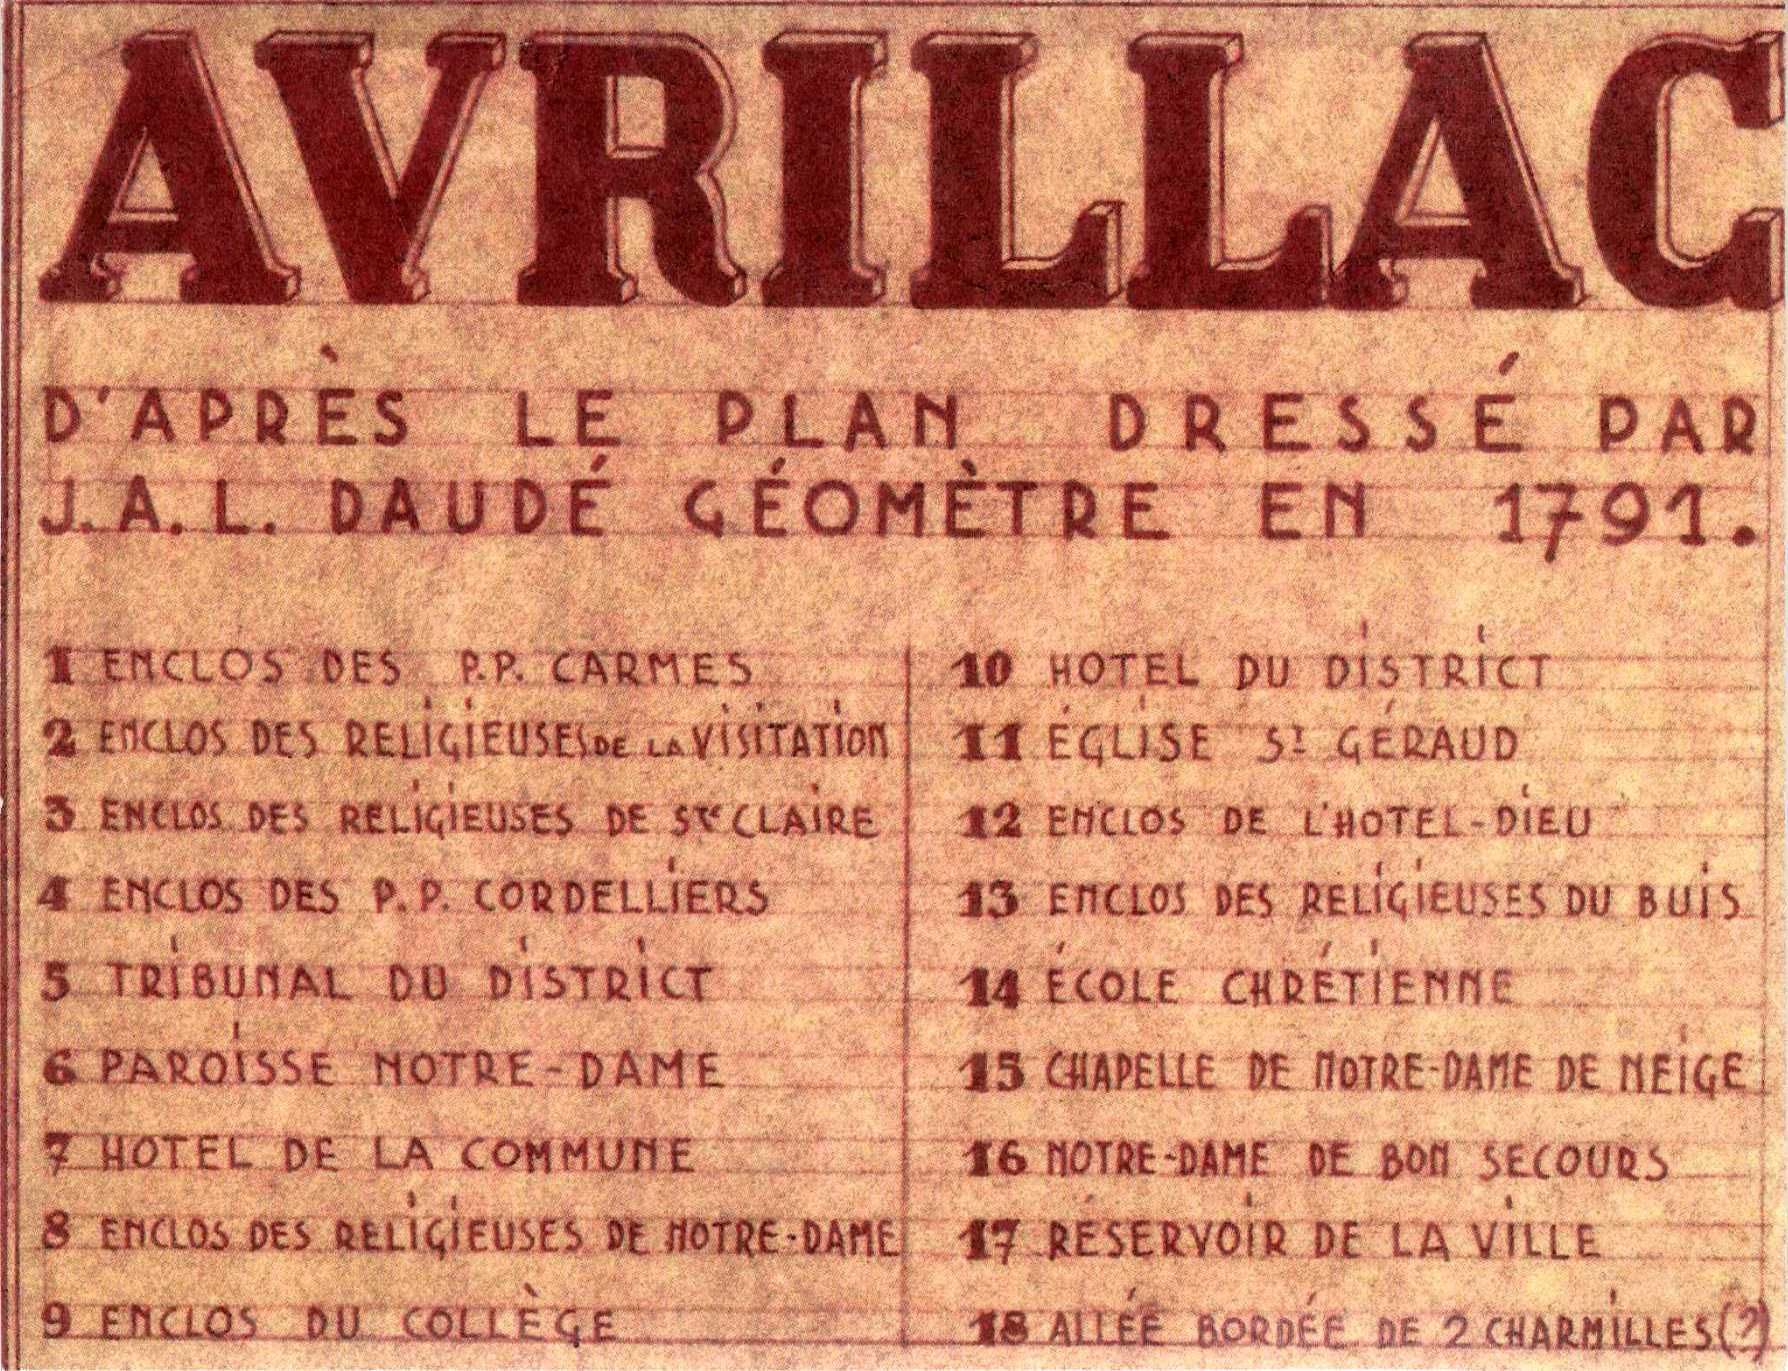 AVRILLAC
D'APRÈS LE PLAN DRESSÉ PAR
J.A.L. DAUDÉ GÉOMÈTRE EN 1791.
1 ENCLOS DES P.P. CARMES
2 ENCLOS DES RELIGIEUSES DE LA VISITATION
3 ENCLOS DES RELIGIEUSES DE Ste CLAIRE
4 ENCLOS DES P.P. CORDELLIERS
5 TRIBUNAL DU DISTRICT
6 PAROISSE NOTRE-DAME
7 HOTEL DE LA COMMUNE
8 ENCLOS DES RELIGIEUSES DE NOTRE-DAME
9 ENCLOS DU COLLÈGE
10 HOTEL DU DISTRICT
11 ÉGLISE St GÉRAUD
12 ENCLOS DE L'HOTEL-DIEU
13 ENCLOS DES RELIGIEUSES DU BUIS
14 ÉCOLE CHRÉTIENNE
15 CHAPELLE DE NOTRE-DAME DE NEIGE
16 NOTRE-DAME DE BON SECOURS
17 RÉSERVOIR DE LA VILLE
18 ALLÉE BORDÉE DE 2 CHARMILLES(?)